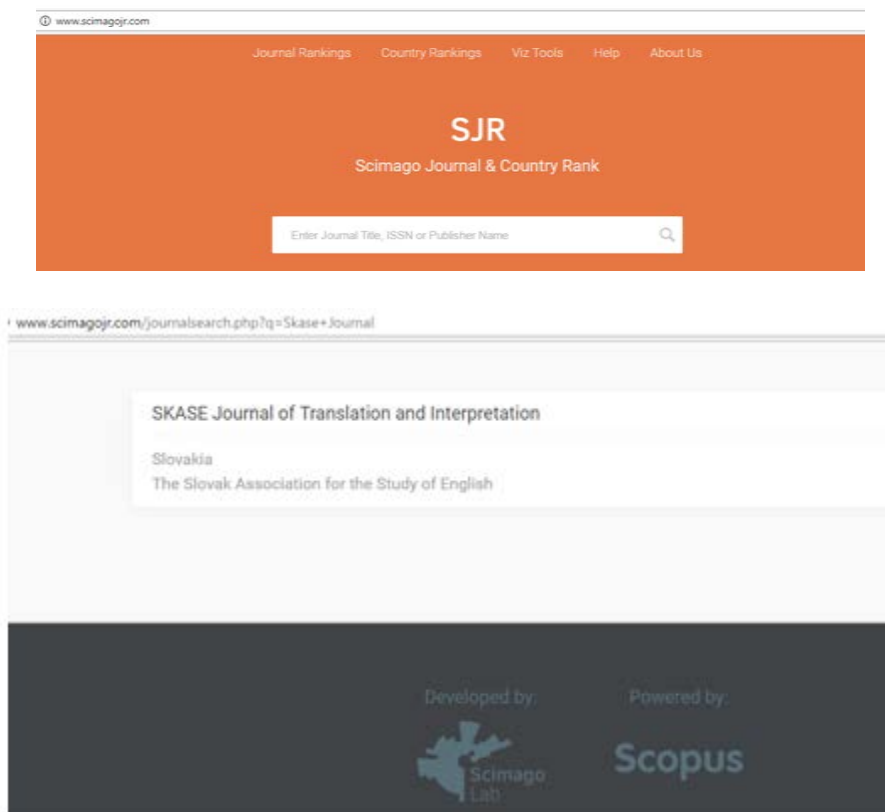 www.scimagojr.com
Journal Rankings Country Rankings Viz Tools Help About Us
SJR
Scimago Journal & Country Rank
Enter Journal Title, ISSN or Publisher Name
www.scimagojr.com/journalsearch.php?q=Skase+Journal
SKASE Journal of Translation and Interpretation
Slovakia
The Slovak Association for the Study of English
Developed by: Powered by:
Scimago
Lab
Scopus